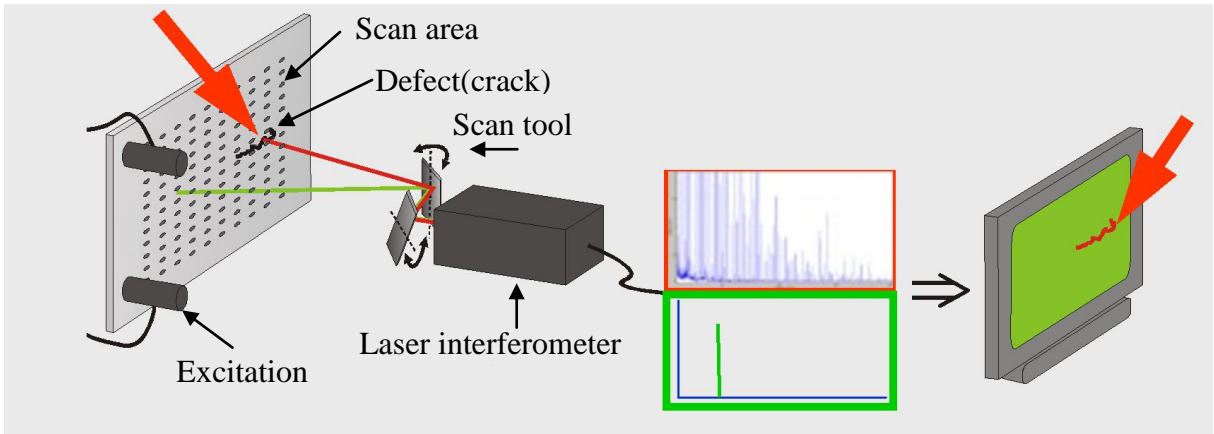 Scan area
Defect(crack)
Scan tool
Laser interferometer
Excitation